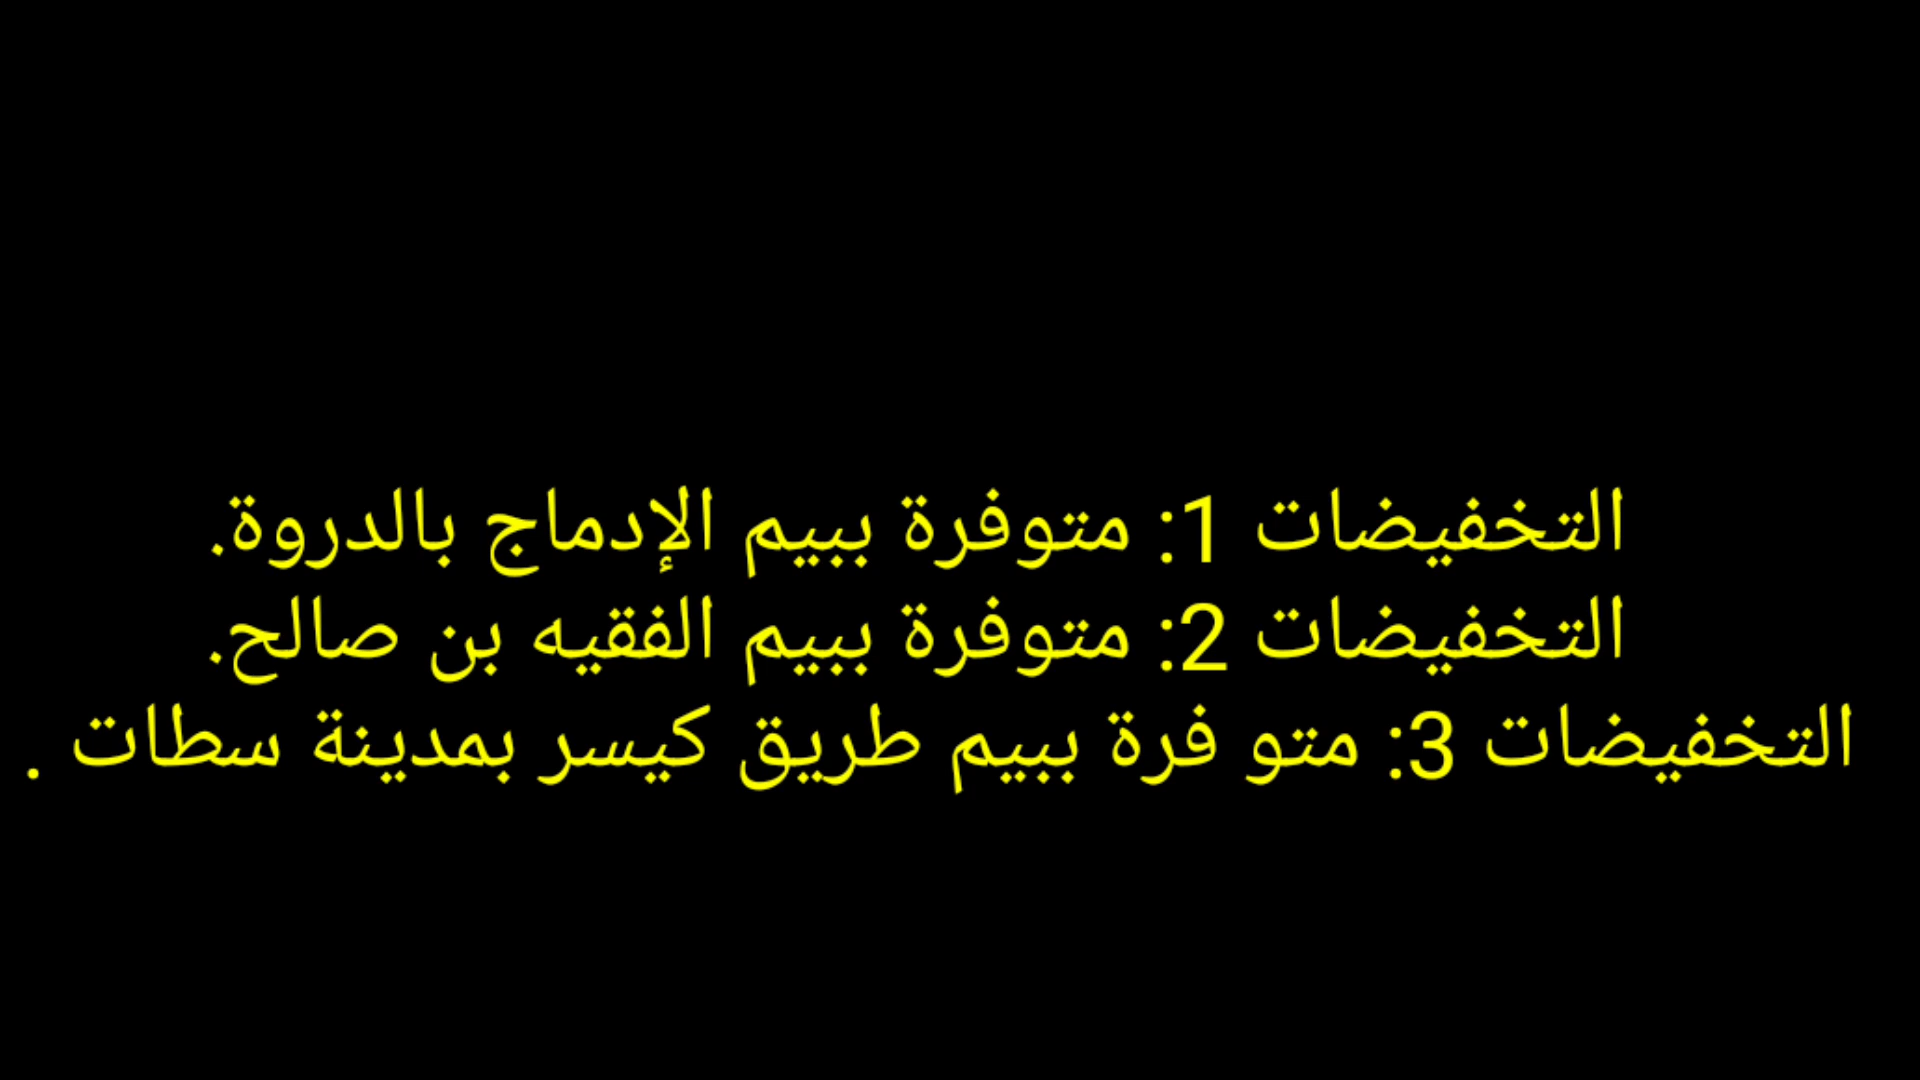 التخفيضات 1: متوفرة ببيم الإدماج بالدروة.
التخفيضات 2: متوفرة ببيم الفقيه بن صالح.
التخفيضات 3: متو فرة ببيم طريق كيسر بمدينة سطات .